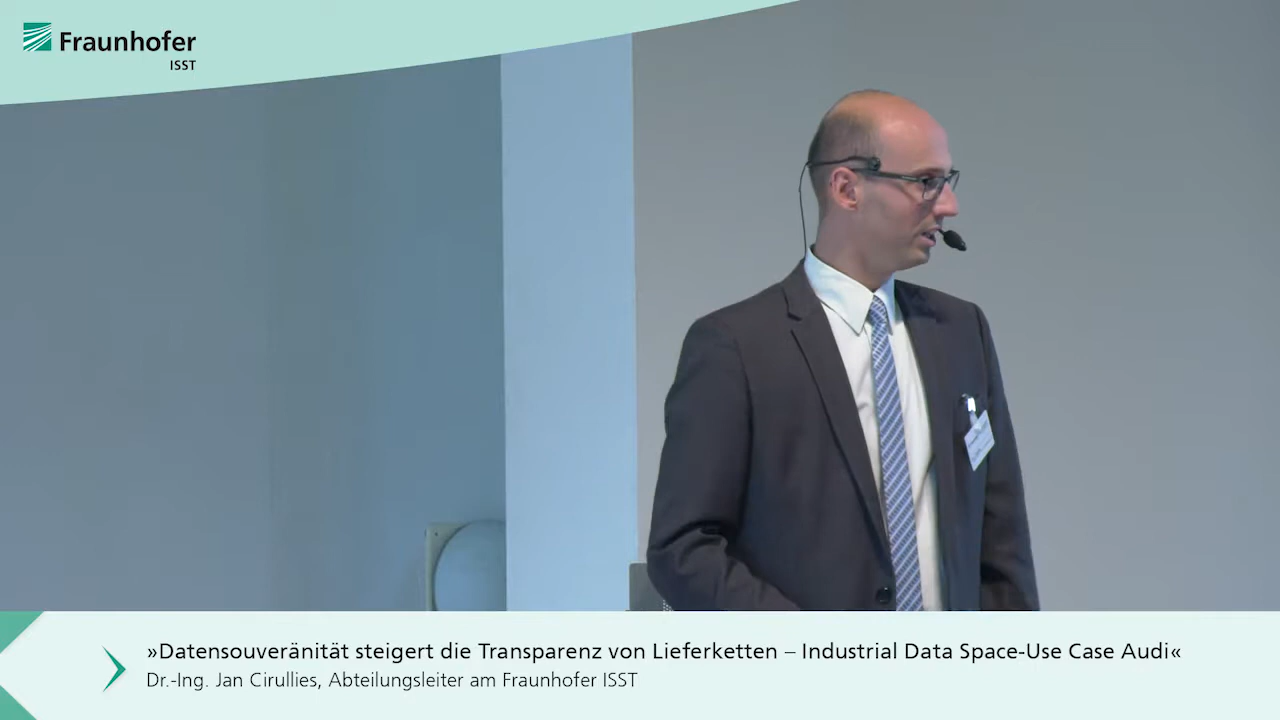 Fraunhofer
ISST
»Datensouveränität steigert die Transparenz von Lieferketten – Industrial Data Space-Use Case Audi«
Dr.-Ing. Jan Cirullies, Abteilungsleiter am Fraunhofer ISST